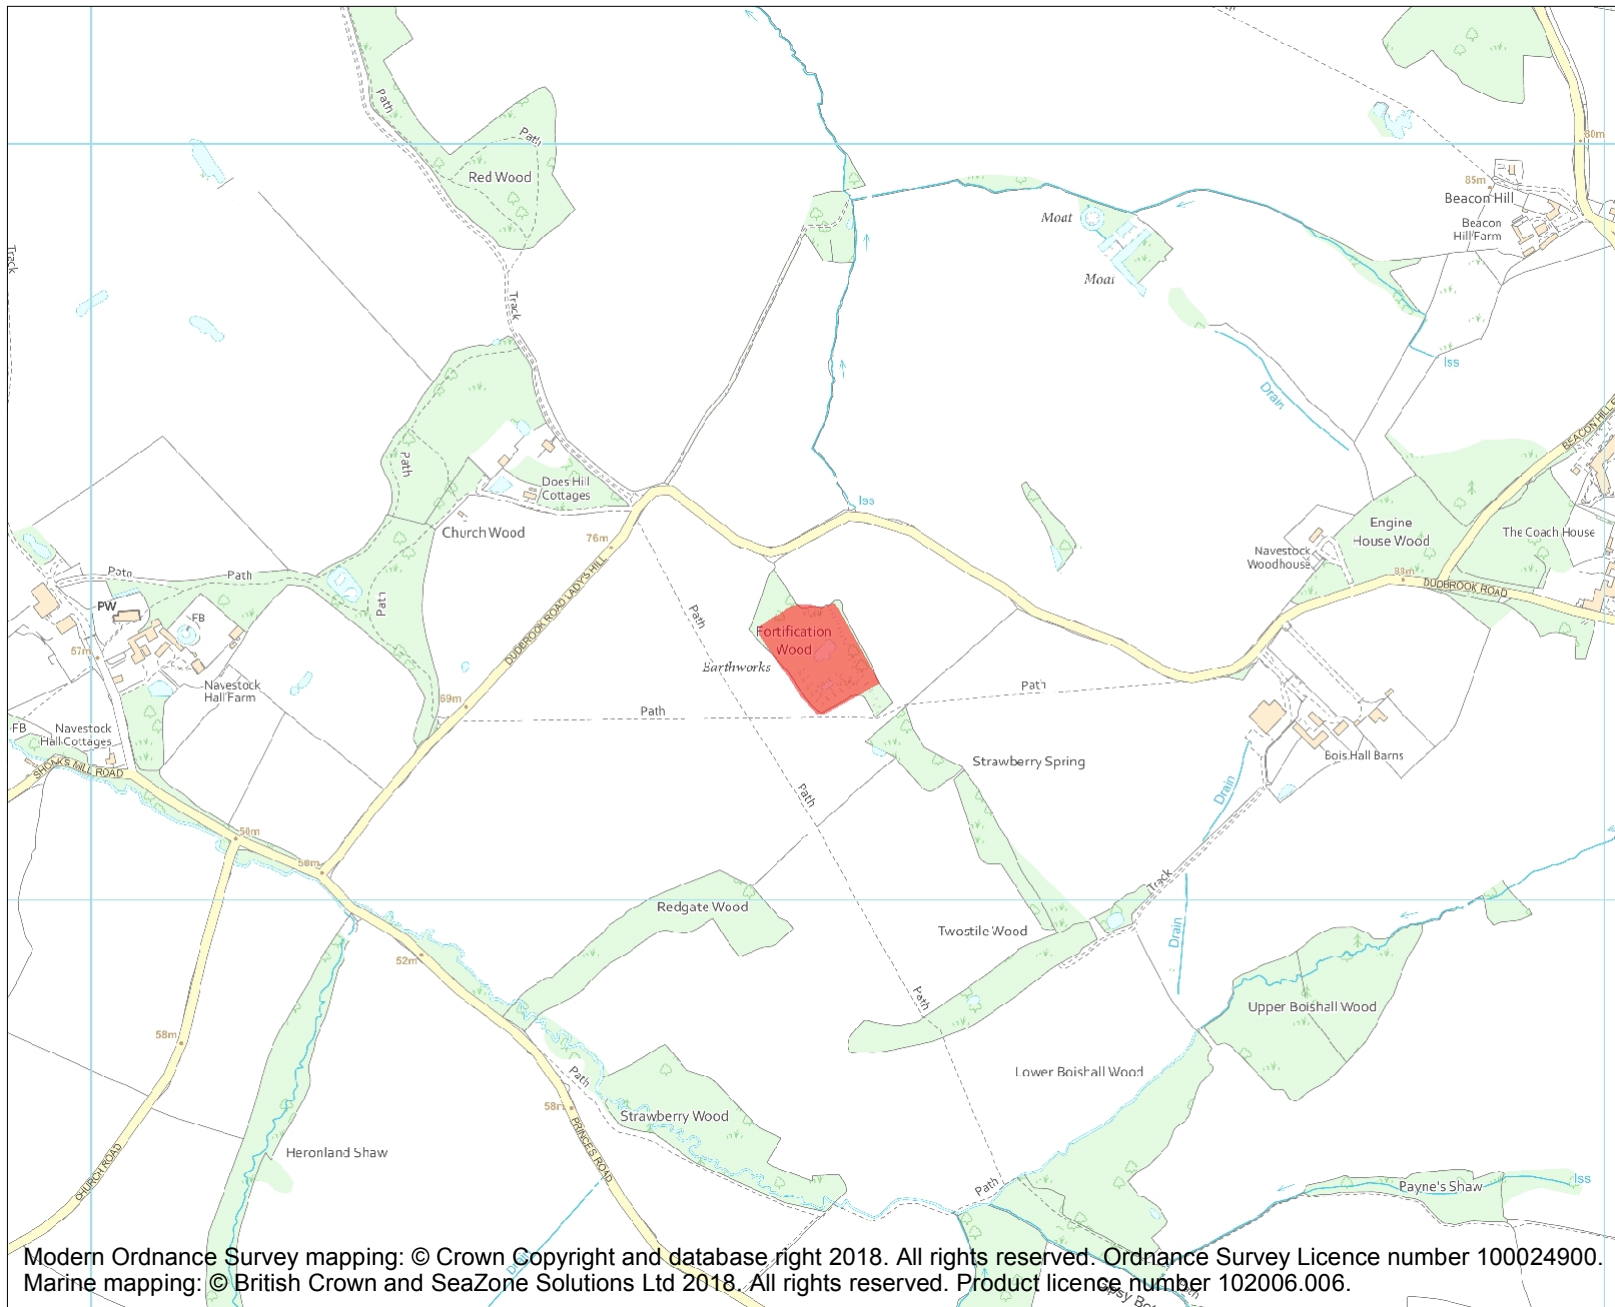 Path
80m
Path
Red Wood
85m
Beacon Hill
Moat
Beacon
Hill Farm
Track
Moat
Track
Iss
Drain
BEACON HILL
Path
Does Hill
Cottages
Iss
Church Wood
76m
Engine
House Wood
The Coach House
Navestock
Woodhouse
Path
Path
88m
DUDBROOK ROAD
PW
Path
FB
DUDBROOK ROAD LADY'S HILL
Path
Fortification
Wood
57m
Earthworks
Navestock
Hall Farm
69m
Path
Path
FB
Navestock
Hall Cottages
SHONKS MILL ROAD
Strawberry Spring
Bois Hall Barns
Path
Drain
50m
58m
Track
Redgate Wood
Twostile Wood
Drain
52m
Path
Upper Boishall Wood
58m
Lower Boishall Wood
Path
58m
Strawberry Wood
PRINCES ROAD
Heronland Shaw
CHURCH ROAD
Path
Payne's Shaw
Iss
Modern Ordnance Survey mapping: © Crown Copyright and database right 2018. All rights reserved. Ordnance Survey Licence number 100024900.
Marine mapping: © British Crown and SeaZone Solutions Ltd 2018. All rights reserved. Product licence number 102006.006.